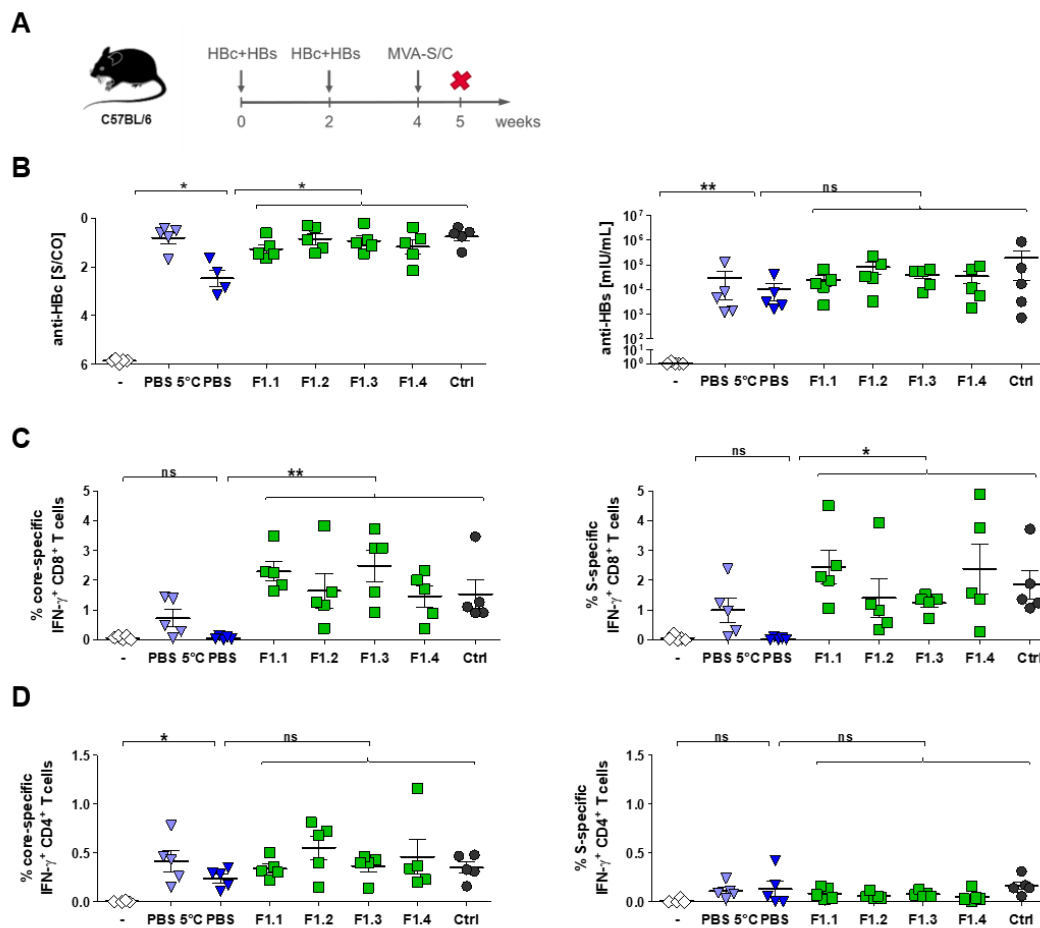 A
HBc+HBs HBc+HBs MVA-S/C
C57BL/6
0 2 4 5 weeks
B
* *
anti-HBc [S/CO]
0
2
4
6
- PBS 5°C PBS F1.1 F1.2 F1.3 F1.4 Ctrl
** ns
anti-HBs [mIU/mL]
10⁷
10⁶
10⁵
10⁴
10³
10²
10¹
10⁰
- PBS 5°C PBS F1.1 F1.2 F1.3 F1.4 Ctrl
C
ns **
% core-specific
IFN-γ⁺ CD8⁺ T cells
5
4
3
2
1
0
- PBS 5°C PBS F1.1 F1.2 F1.3 F1.4 Ctrl
ns *
% S-specific
IFN-γ⁺ CD8⁺ T cells
5
4
3
2
1
0
- PBS 5°C PBS F1.1 F1.2 F1.3 F1.4 Ctrl
D
* ns
% core-specific
IFN-γ⁺ CD4⁺ T cells
1.5
1.0
0.5
0.0
- PBS 5°C PBS F1.1 F1.2 F1.3 F1.4 Ctrl
ns ns
% S-specific
IFN-γ⁺ CD4⁺ T cells
1.5
1.0
0.5
0.0
- PBS 5°C PBS F1.1 F1.2 F1.3 F1.4 Ctrl